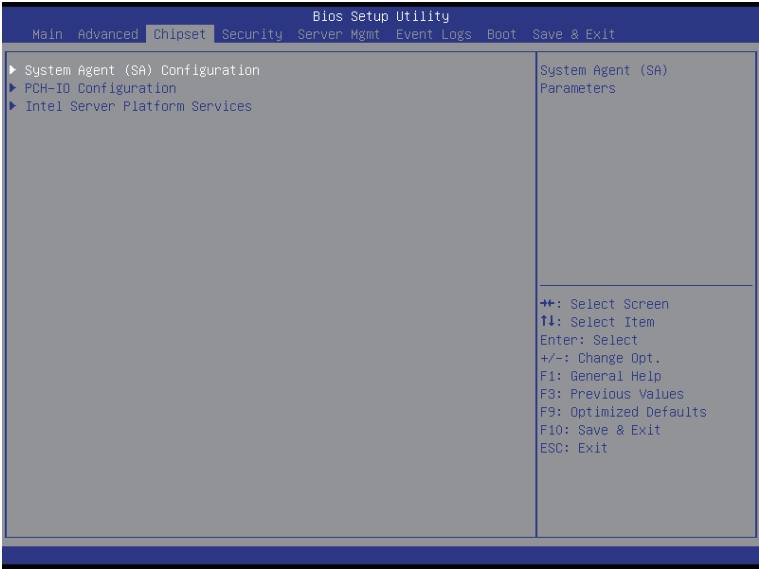 Bios Setup Utility
Main Advanced Chipset Security Server Mgmt Event Logs Boot Save & Exit
System Agent (SA) Configuration
PCH-IO Configuration
Intel Server Platform Services
System Agent (SA)
Parameters
→←: Select Screen
↑↓: Select Item
Enter: Select
+/-: Change Opt.
F1: General Help
F3: Previous Values
F9: Optimized Defaults
F10: Save & Exit
ESC: Exit